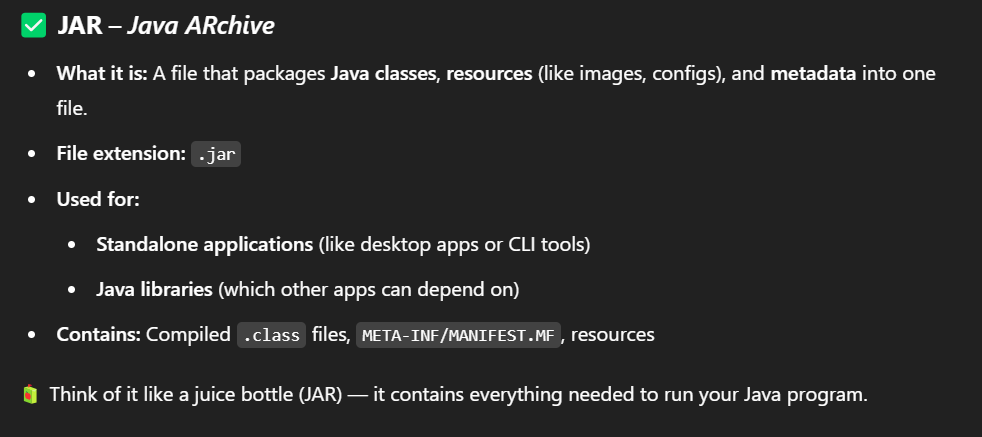 ✅ JAR – Java ARchive
• What it is: A file that packages Java classes, resources (like images, configs), and metadata into one
file.
• File extension: .jar
• Used for:
• Standalone applications (like desktop apps or CLI tools)
• Java libraries (which other apps can depend on)
• Contains: Compiled .class files, META-INF/MANIFEST.MF, resources
🧃 Think of it like a juice bottle (JAR) — it contains everything needed to run your Java program.